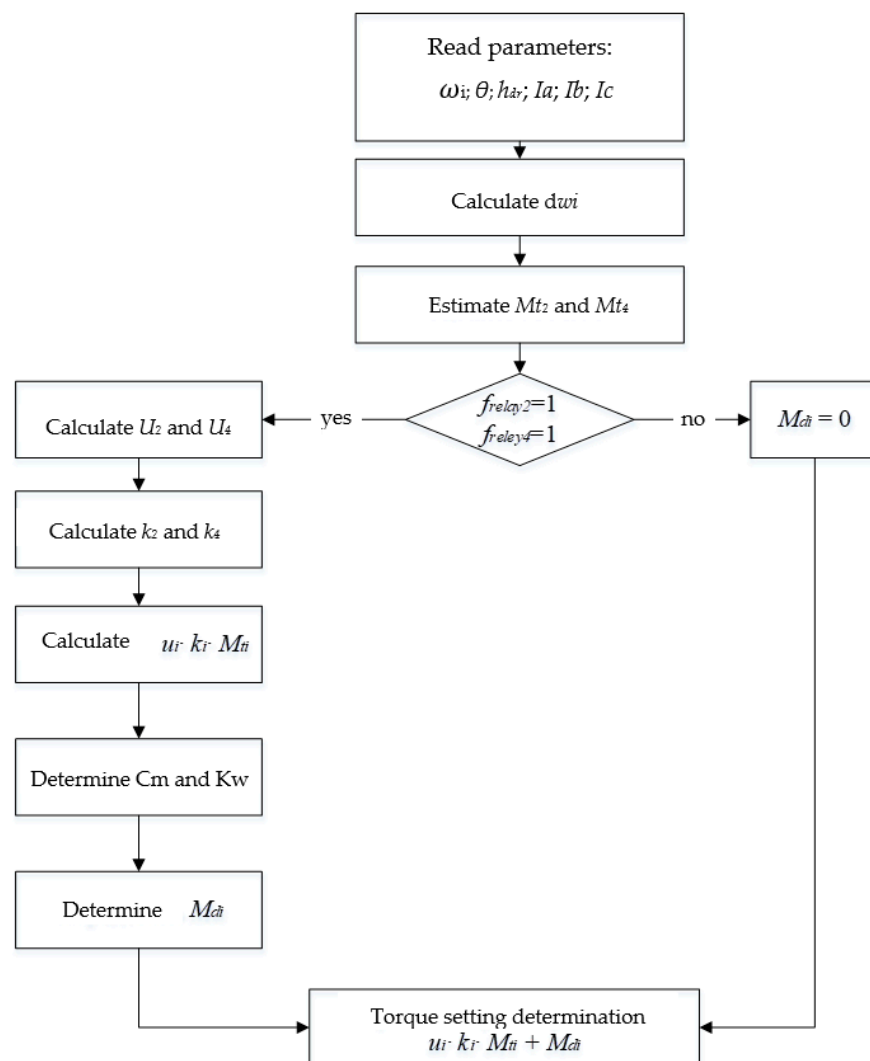 Read parameters:
ωi; θ; hdr; Ia; Ib; Ic
Calculate dwi
Estimate Mt2 and Mt4
frelay2=1
freley4=1
yes
no
Calculate U2 and U4
Mdi = 0
Calculate k2 and k4
Calculate ui· ki· Mti
Determine Cm and Kw
Determine Mdi
Torque setting determination
ui· ki· Mti + Mdi